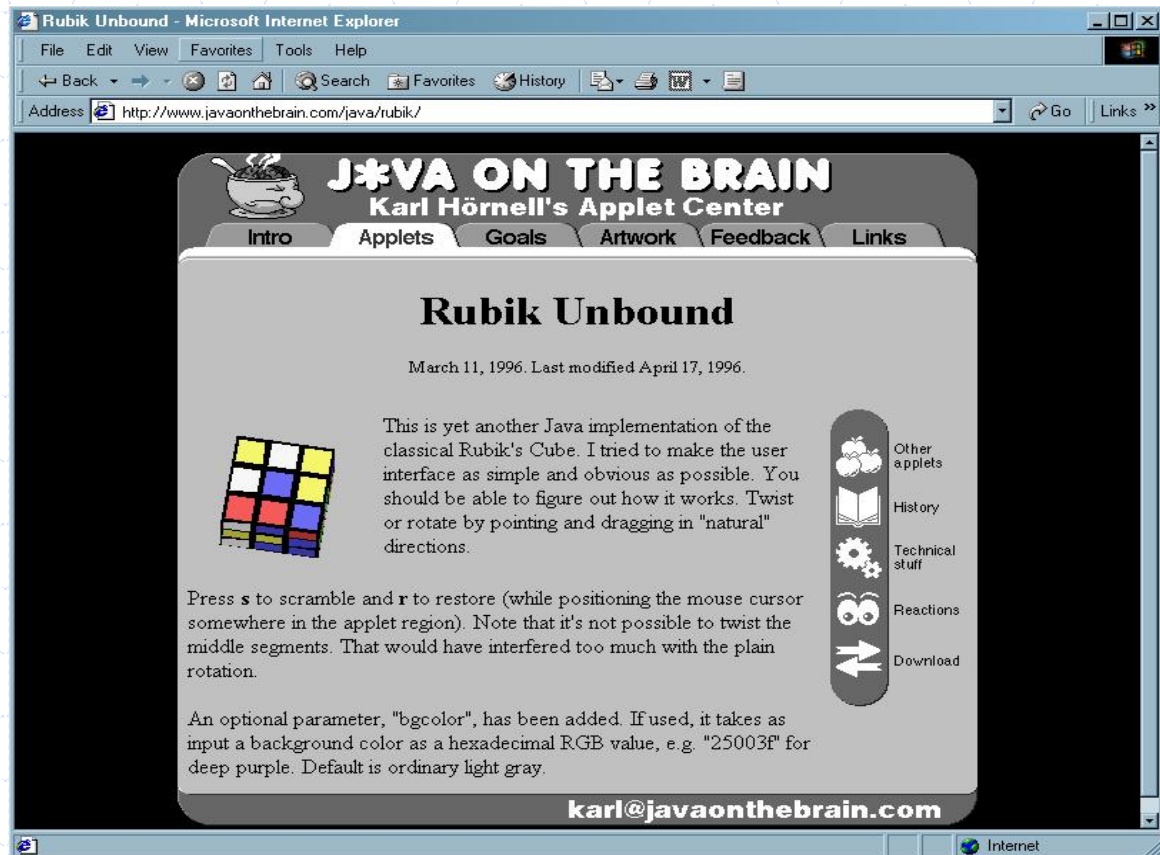 Rubik Unbound - Microsoft Internet Explorer
File Edit View Favorites Tools Help
Back Search Favorites History
Address http://www.javaonthebrain.com/java/rubik/ Go Links »
J*VA ON THE BRAIN
Karl Hörnell's Applet Center
Intro Applets Goals Artwork Feedback Links
Rubik Unbound
March 11, 1996. Last modified April 17, 1996.
This is yet another Java implementation of the
classical Rubik's Cube. I tried to make the user
interface as simple and obvious as possible. You
should be able to figure out how it works. Twist
or rotate by pointing and dragging in "natural"
directions.
Press s to scramble and r to restore (while positioning the mouse cursor
somewhere in the applet region). Note that it's not possible to twist the
middle segments. That would have interfered too much with the plain
rotation.
An optional parameter, "bgcolor", has been added. If used, it takes as
input a background color as a hexadecimal RGB value, e.g. "25003f" for
deep purple. Default is ordinary light gray.
Other
applets
History
Technical
stuff
Reactions
Download
karl@javaonthebrain.com
Internet